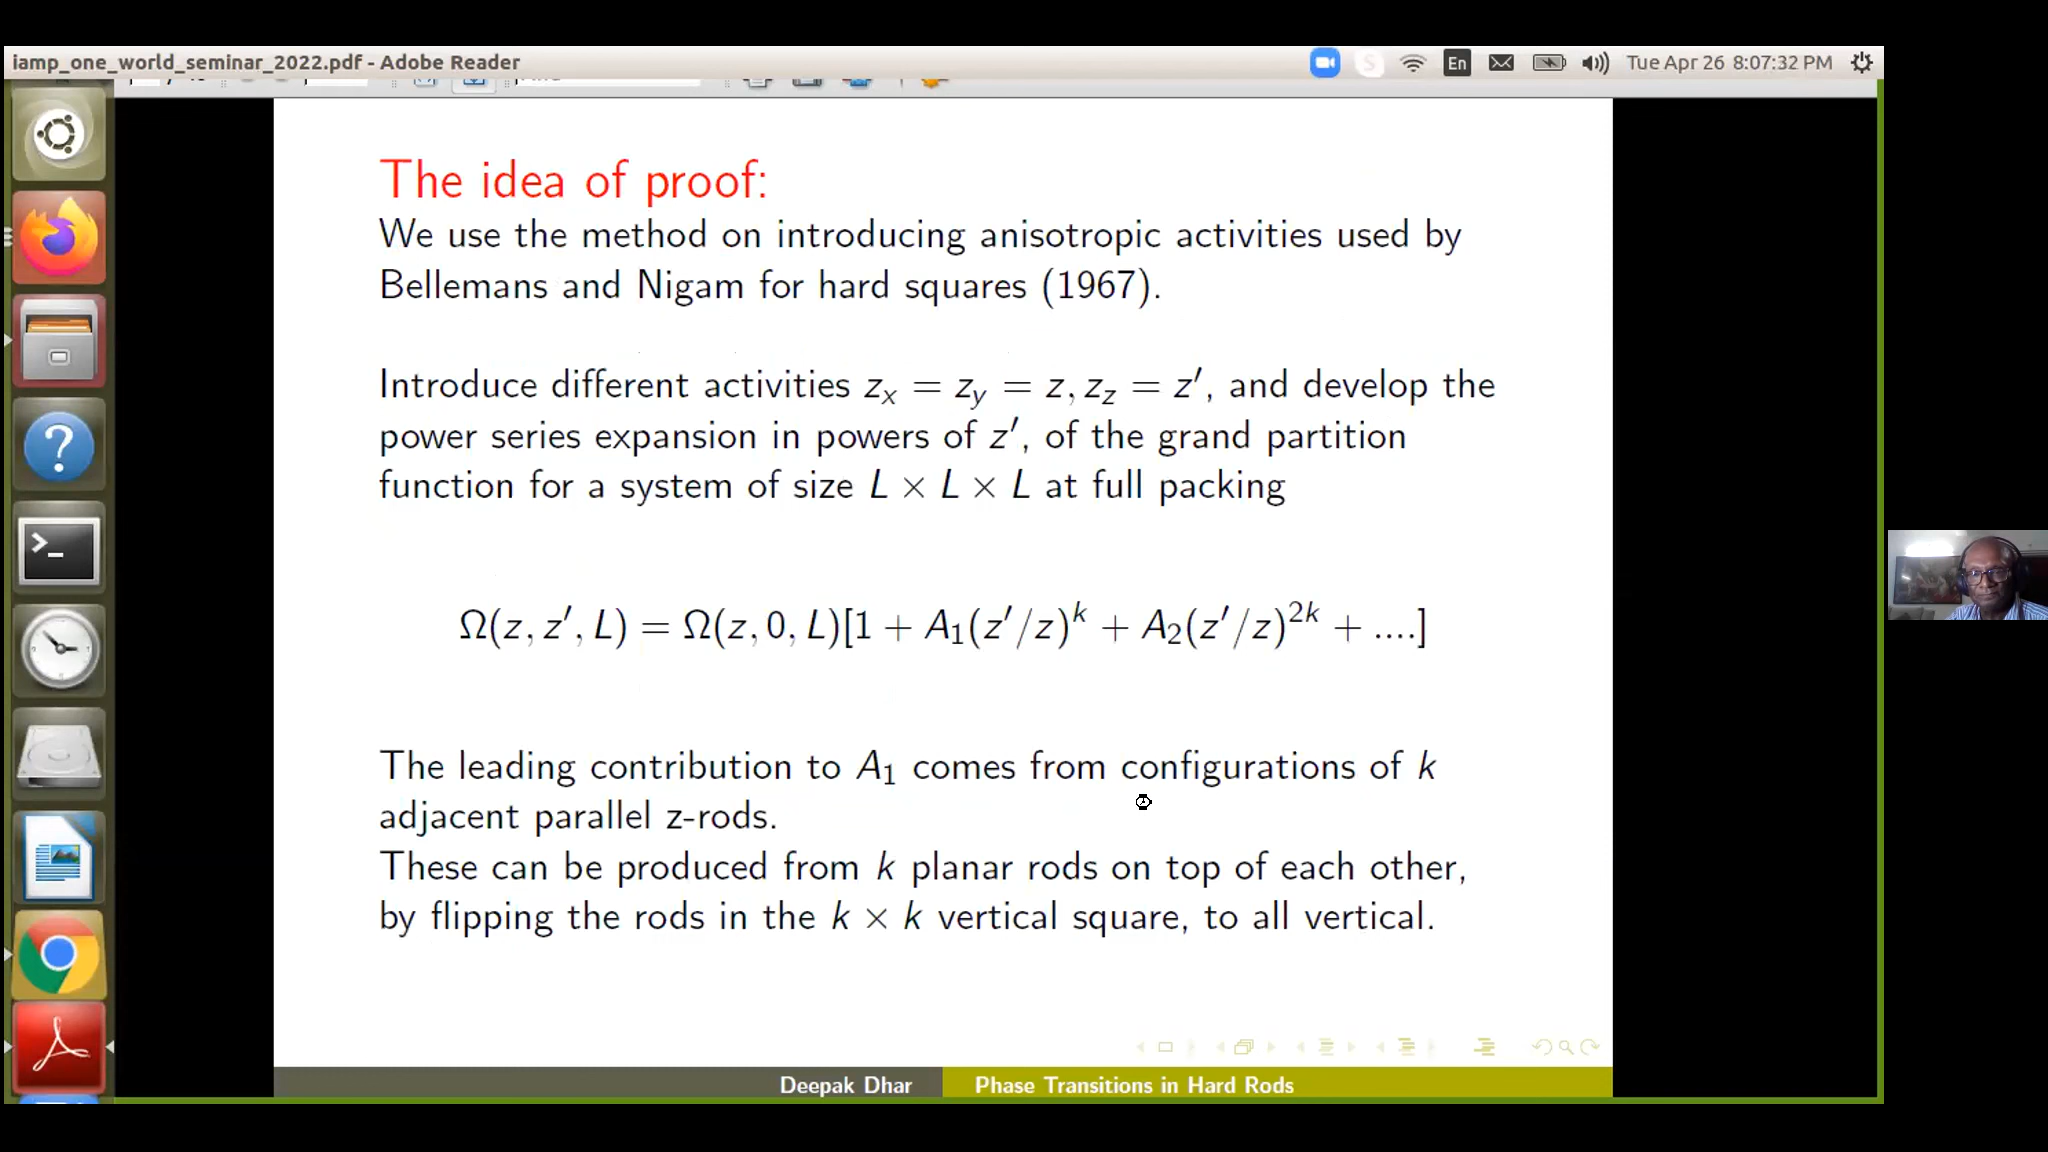 iamp_one_world_seminar_2022.pdf - Adobe Reader
En
Tue Apr 26 8:07:32 PM
The idea of proof:
We use the method on introducing anisotropic activities used by
Bellemans and Nigam for hard squares (1967).
Introduce different activities z_x = z_y = z, z_z = z′, and develop the
power series expansion in powers of z′, of the grand partition
function for a system of size L × L × L at full packing
Ω(z, z′, L) = Ω(z, 0, L)[1 + A₁(z′/z)^k + A₂(z′/z)^{2k} + ....]
The leading contribution to A₁ comes from configurations of k
adjacent parallel z-rods.
These can be produced from k planar rods on top of each other,
by flipping the rods in the k × k vertical square, to all vertical.
Deepak Dhar
Phase Transitions in Hard Rods